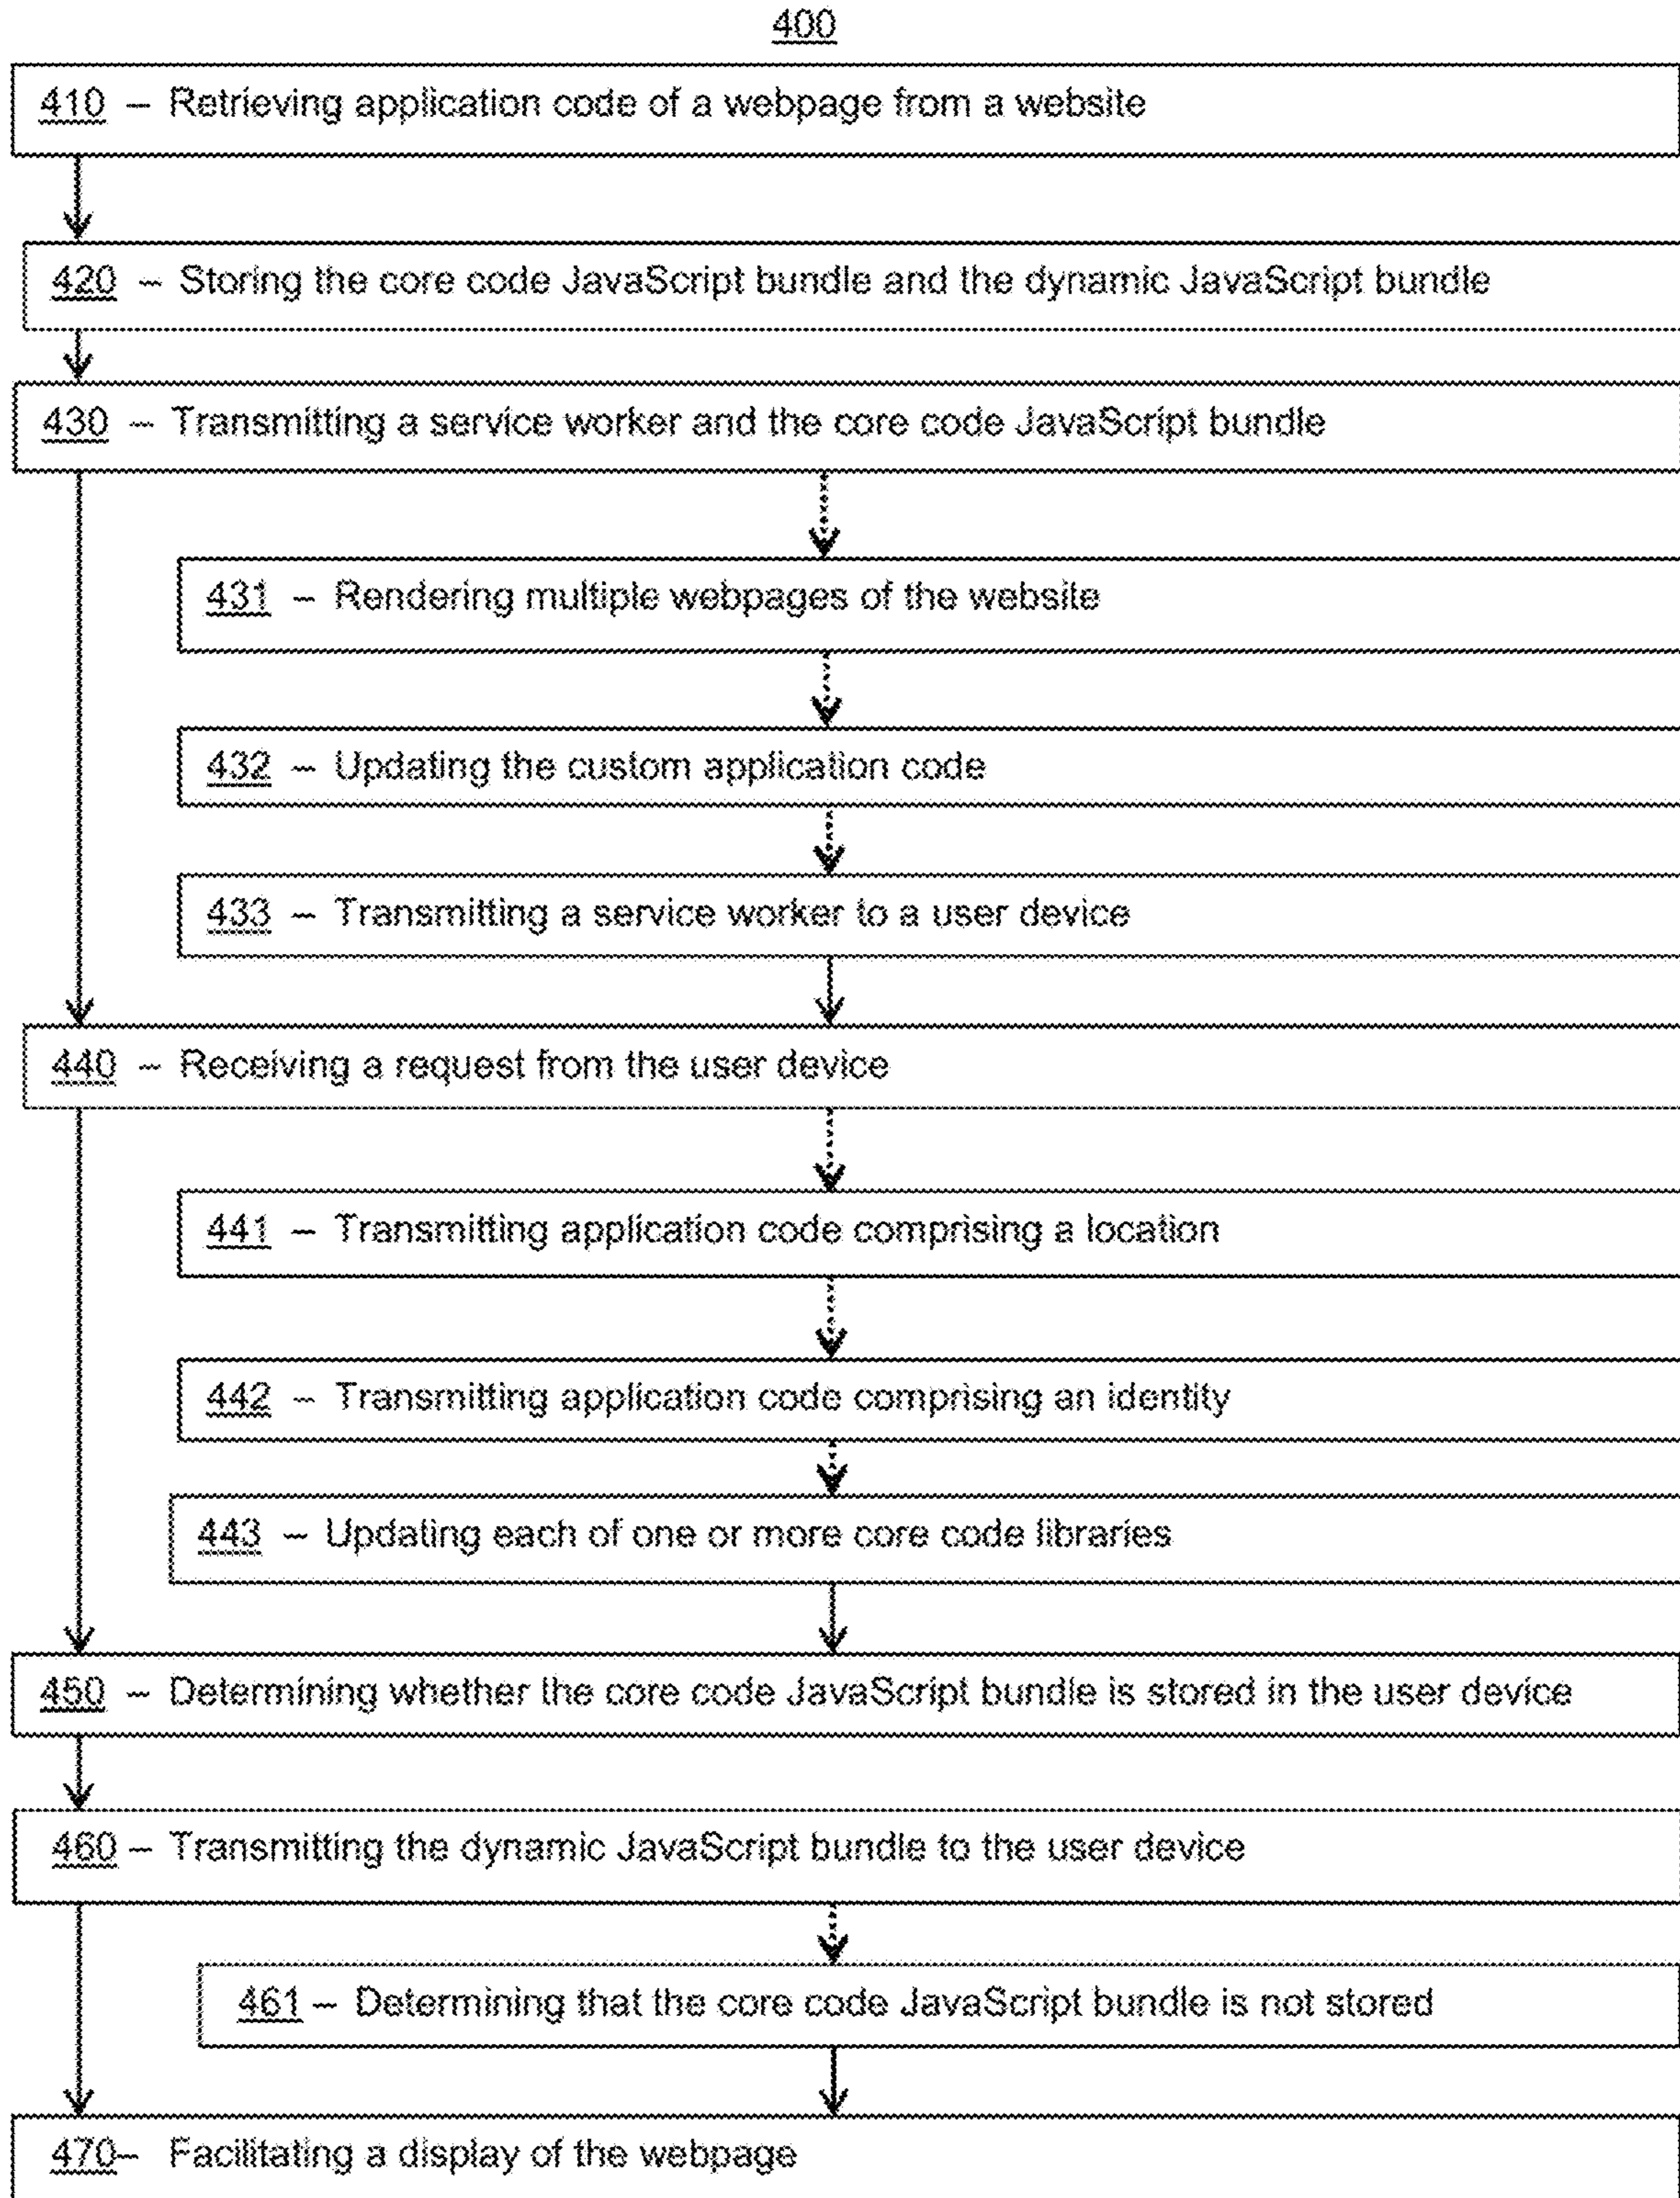 400
410 – Retrieving application code of a webpage from a website
420 – Storing the core code JavaScript bundle and the dynamic JavaScript bundle
430 – Transmitting a service worker and the core code JavaScript bundle
431 – Rendering multiple webpages of the website
432 – Updating the custom application code
433 – Transmitting a service worker to a user device
440 – Receiving a request from the user device
441 – Transmitting application code comprising a location
442 – Transmitting application code comprising an identity
443 – Updating each of one or more core code libraries
450 – Determining whether the core code JavaScript bundle is stored in the user device
460 – Transmitting the dynamic JavaScript bundle to the user device
461 – Determining that the core code JavaScript bundle is not stored
470– Facilitating a display of the webpage